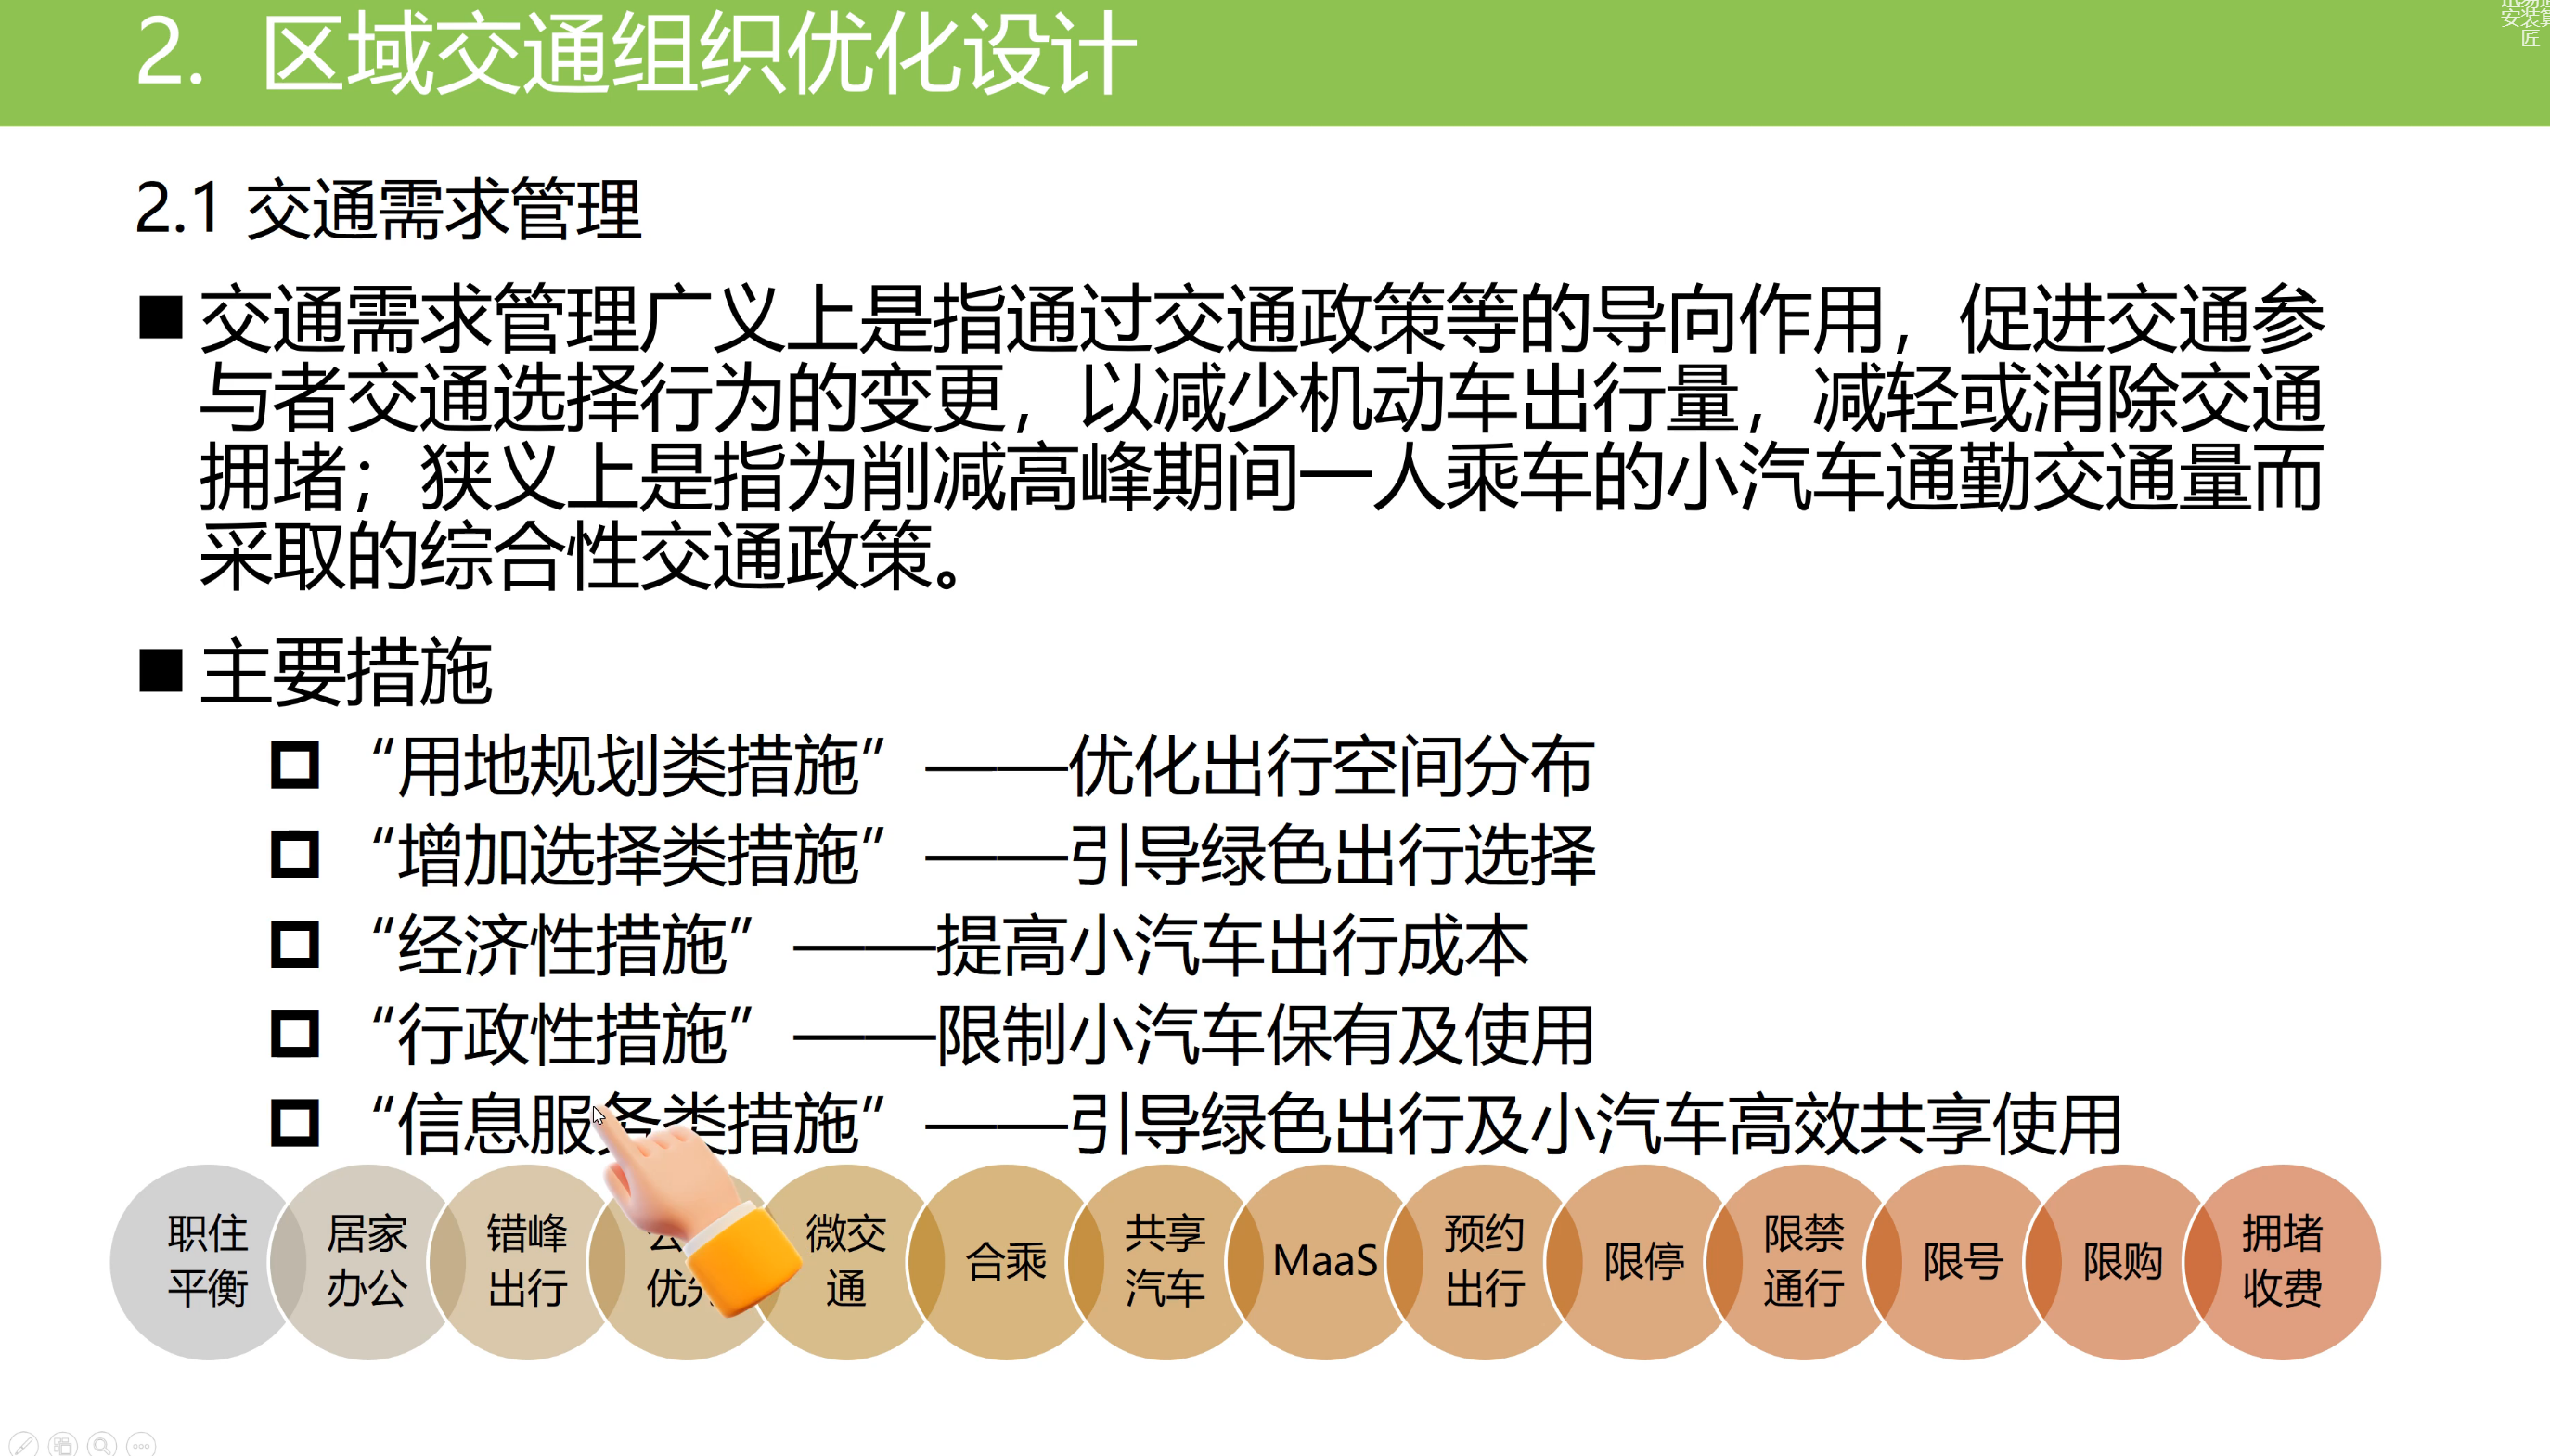 2. 区域交通组织优化设计
安装算
匠
2.1 交通需求管理
■ 交通需求管理广义上是指通过交通政策等的导向作用，促进交通参
与者交通选择行为的变更，以减少机动车出行量，减轻或消除交通
拥堵；狭义上是指为削减高峰期间一人乘车的小汽车通勤交通量而
采取的综合性交通政策。
■ 主要措施
“用地规划类措施”——优化出行空间分布
“增加选择类措施”——引导绿色出行选择
“经济性措施”——提高小汽车出行成本
“行政性措施”——限制小汽车保有及使用
“信息服务类措施”——引导绿色出行及小汽车高效共享使用
职住
平衡
居家
办公
错峰
出行
优先
微交
通
合乘
共享
汽车
MaaS
预约
出行
限停
限禁
通行
限号
限购
拥堵
收费